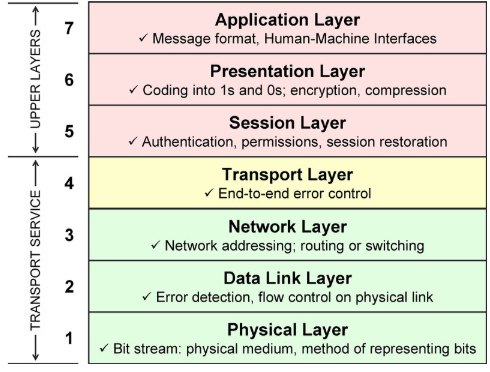 UPPER LAYERS
7
Application Layer
✓ Message format, Human-Machine Interfaces
6
Presentation Layer
✓ Coding into 1s and 0s; encryption, compression
5
Session Layer
✓ Authentication, permissions, session restoration
TRANSPORT SERVICE
4
Transport Layer
✓ End-to-end error control
3
Network Layer
✓ Network addressing; routing or switching
2
Data Link Layer
✓ Error detection, flow control on physical link
1
Physical Layer
✓ Bit stream: physical medium, method of representing bits